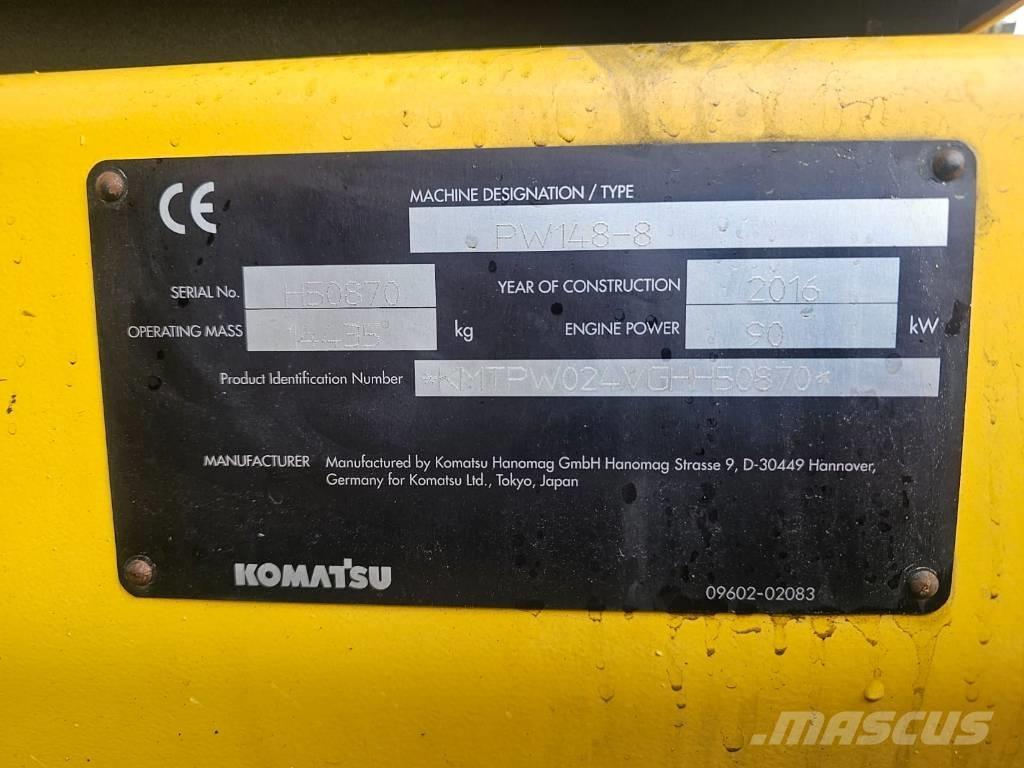 CE
MACHINE DESIGNATION / TYPE
PW148-8
SERIAL No. H50870 YEAR OF CONSTRUCTION 2016
OPERATING MASS kg ENGINE POWER 90 kW
Product Identification Number *KMTPW024VGHH50870*
MANUFACTURER Manufactured by Komatsu Hanomag GmbH Hanomag Strasse 9, D-30449 Hannover,
Germany for Komatsu Ltd., Tokyo, Japan
KOMATSU
09602-02083
MASCUS